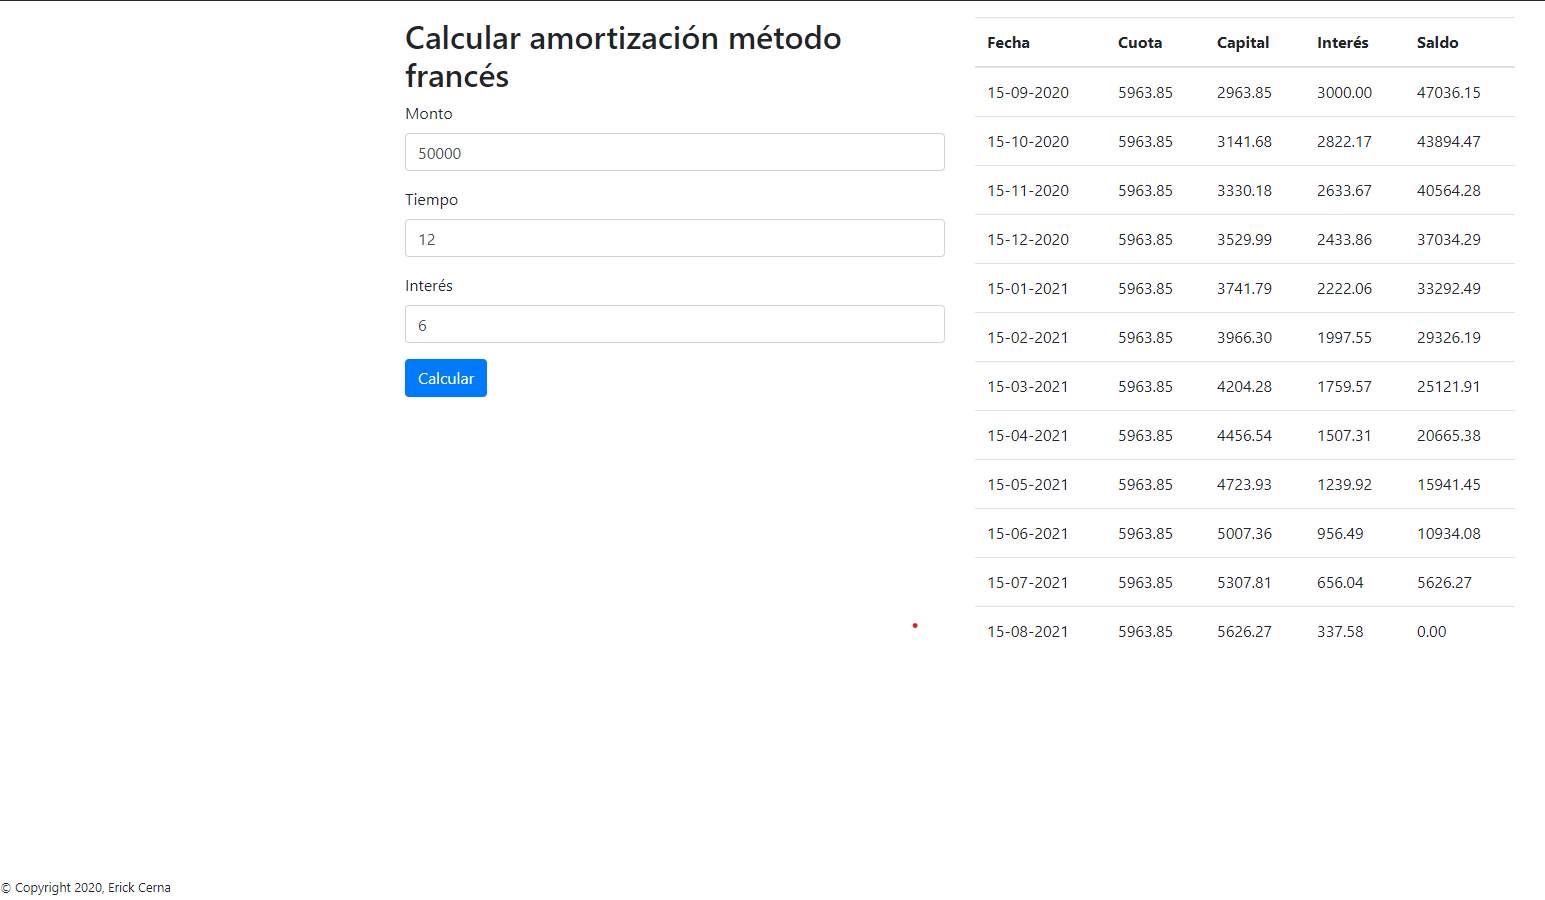 Calcular amortización método
francés
Monto
50000
Tiempo
12
Interés
6
Calcular
Fecha Cuota Capital Interés Saldo
15-09-2020 5963.85 2963.85 3000.00 47036.15
15-10-2020 5963.85 3141.68 2822.17 43894.47
15-11-2020 5963.85 3330.18 2633.67 40564.28
15-12-2020 5963.85 3529.99 2433.86 37034.29
15-01-2021 5963.85 3741.79 2222.06 33292.49
15-02-2021 5963.85 3966.30 1997.55 29326.19
15-03-2021 5963.85 4204.28 1759.57 25121.91
15-04-2021 5963.85 4456.54 1507.31 20665.38
15-05-2021 5963.85 4723.93 1239.92 15941.45
15-06-2021 5963.85 5007.36 956.49 10934.08
15-07-2021 5963.85 5307.81 656.04 5626.27
15-08-2021 5963.85 5626.27 337.58 0.00
© Copyright 2020, Erick Cerna